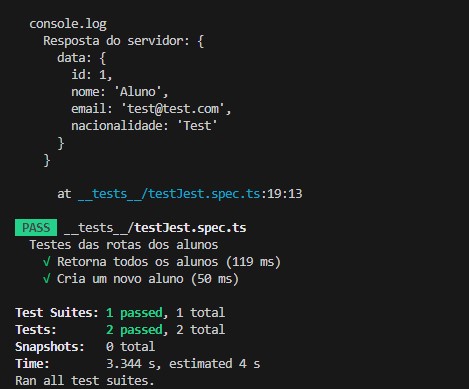 console.log
Resposta do servidor: {
data: {
id: 1,
nome: 'Aluno',
email: 'test@test.com',
nacionalidade: 'Test'
}
}
at __tests__/testJest.spec.ts:19:13
PASS __tests__/testJest.spec.ts
Testes das rotas dos alunos
√ Retorna todos os alunos (119 ms)
√ Cria um novo aluno (50 ms)
Test Suites: 1 passed, 1 total
Tests: 2 passed, 2 total
Snapshots: 0 total
Time: 3.344 s, estimated 4 s
Ran all test suites.